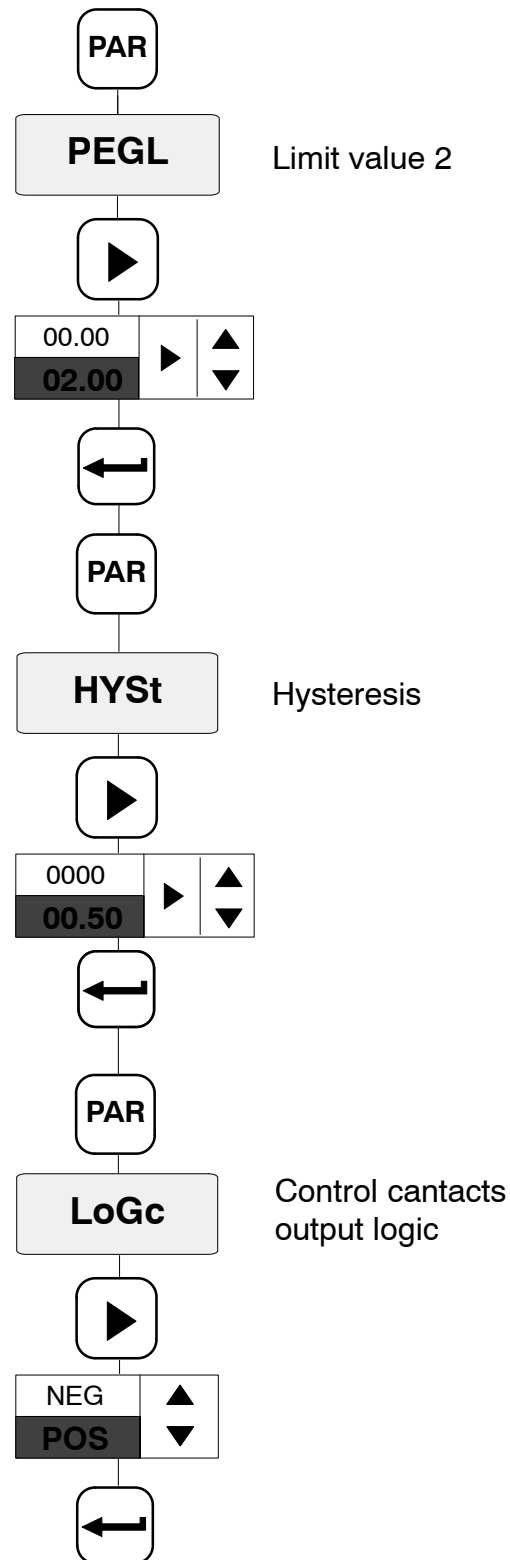 PAR
PEGL
Limit value 2
00.00
02.00
PAR
HYSt
Hysteresis
0000
00.50
PAR
LoGc
Control cantacts
output logic
NEG
POS